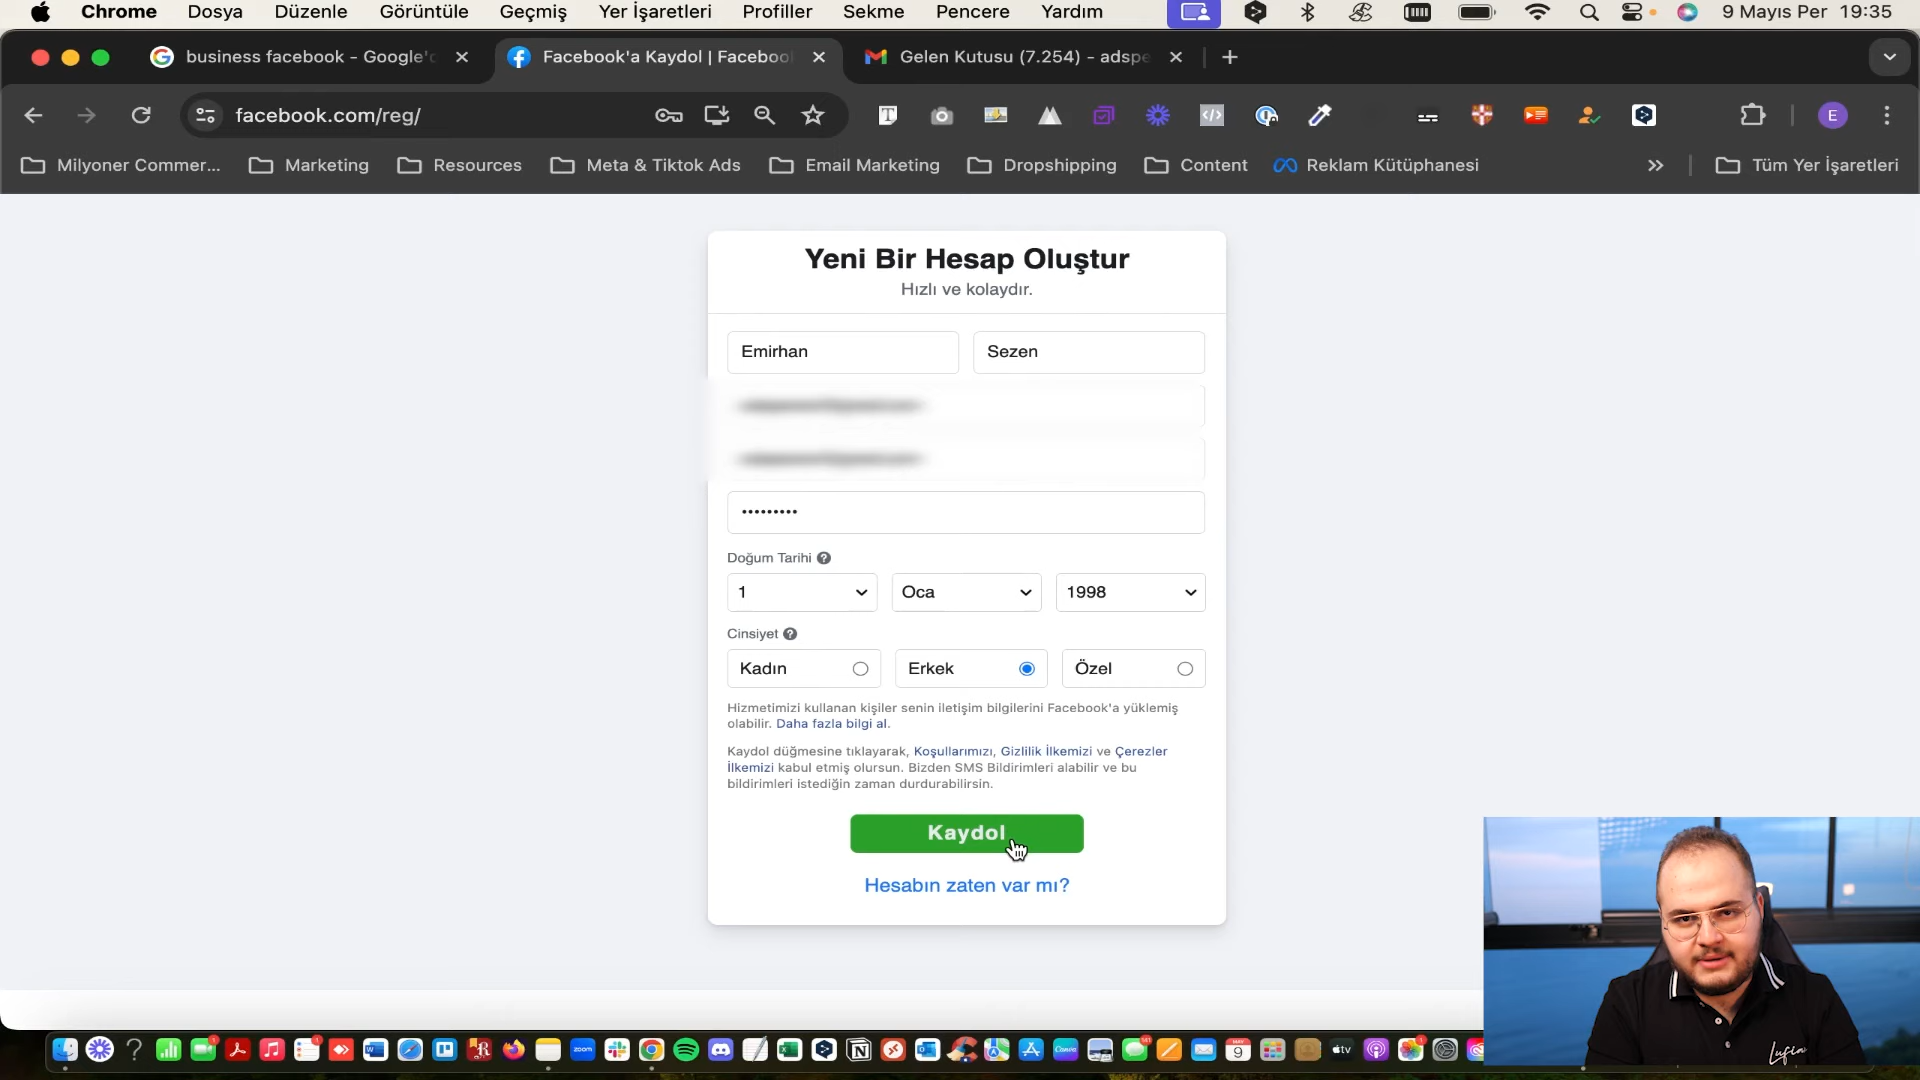 Chrome Dosya Düzenle Görüntüle Geçmiş Yer İşaretleri Profiller Sekme Pencere Yardım 9 Mayıs Per 19:35
business facebook - Google'd Facebook'a Kaydol | Facebook Gelen Kutusu (7.254) - adspe
facebook.com/reg/
E
Milyoner Commer... Marketing Resources Meta & Tiktok Ads Email Marketing Dropshipping Content Reklam Kütüphanesi Tüm Yer İşaretleri
Yeni Bir Hesap Oluştur
Hızlı ve kolaydır.
Emirhan Sezen
Doğum Tarihi
1 Oca 1998
Cinsiyet
Kadın Erkek Özel
Hizmetimizi kullanan kişiler senin iletişim bilgilerini Facebook'a yüklemiş
olabilir. Daha fazla bilgi al.
Kaydol düğmesine tıklayarak, Koşullarımızı, Gizlilik İlkemizi ve Çerezler
İlkemizi kabul etmiş olursun. Bizden SMS Bildirimleri alabilir ve bu
bildirimleri istediğin zaman durdurabilirsin.
Kaydol
Hesabın zaten var mı?
zoom
Canva
9
tv
Lufian